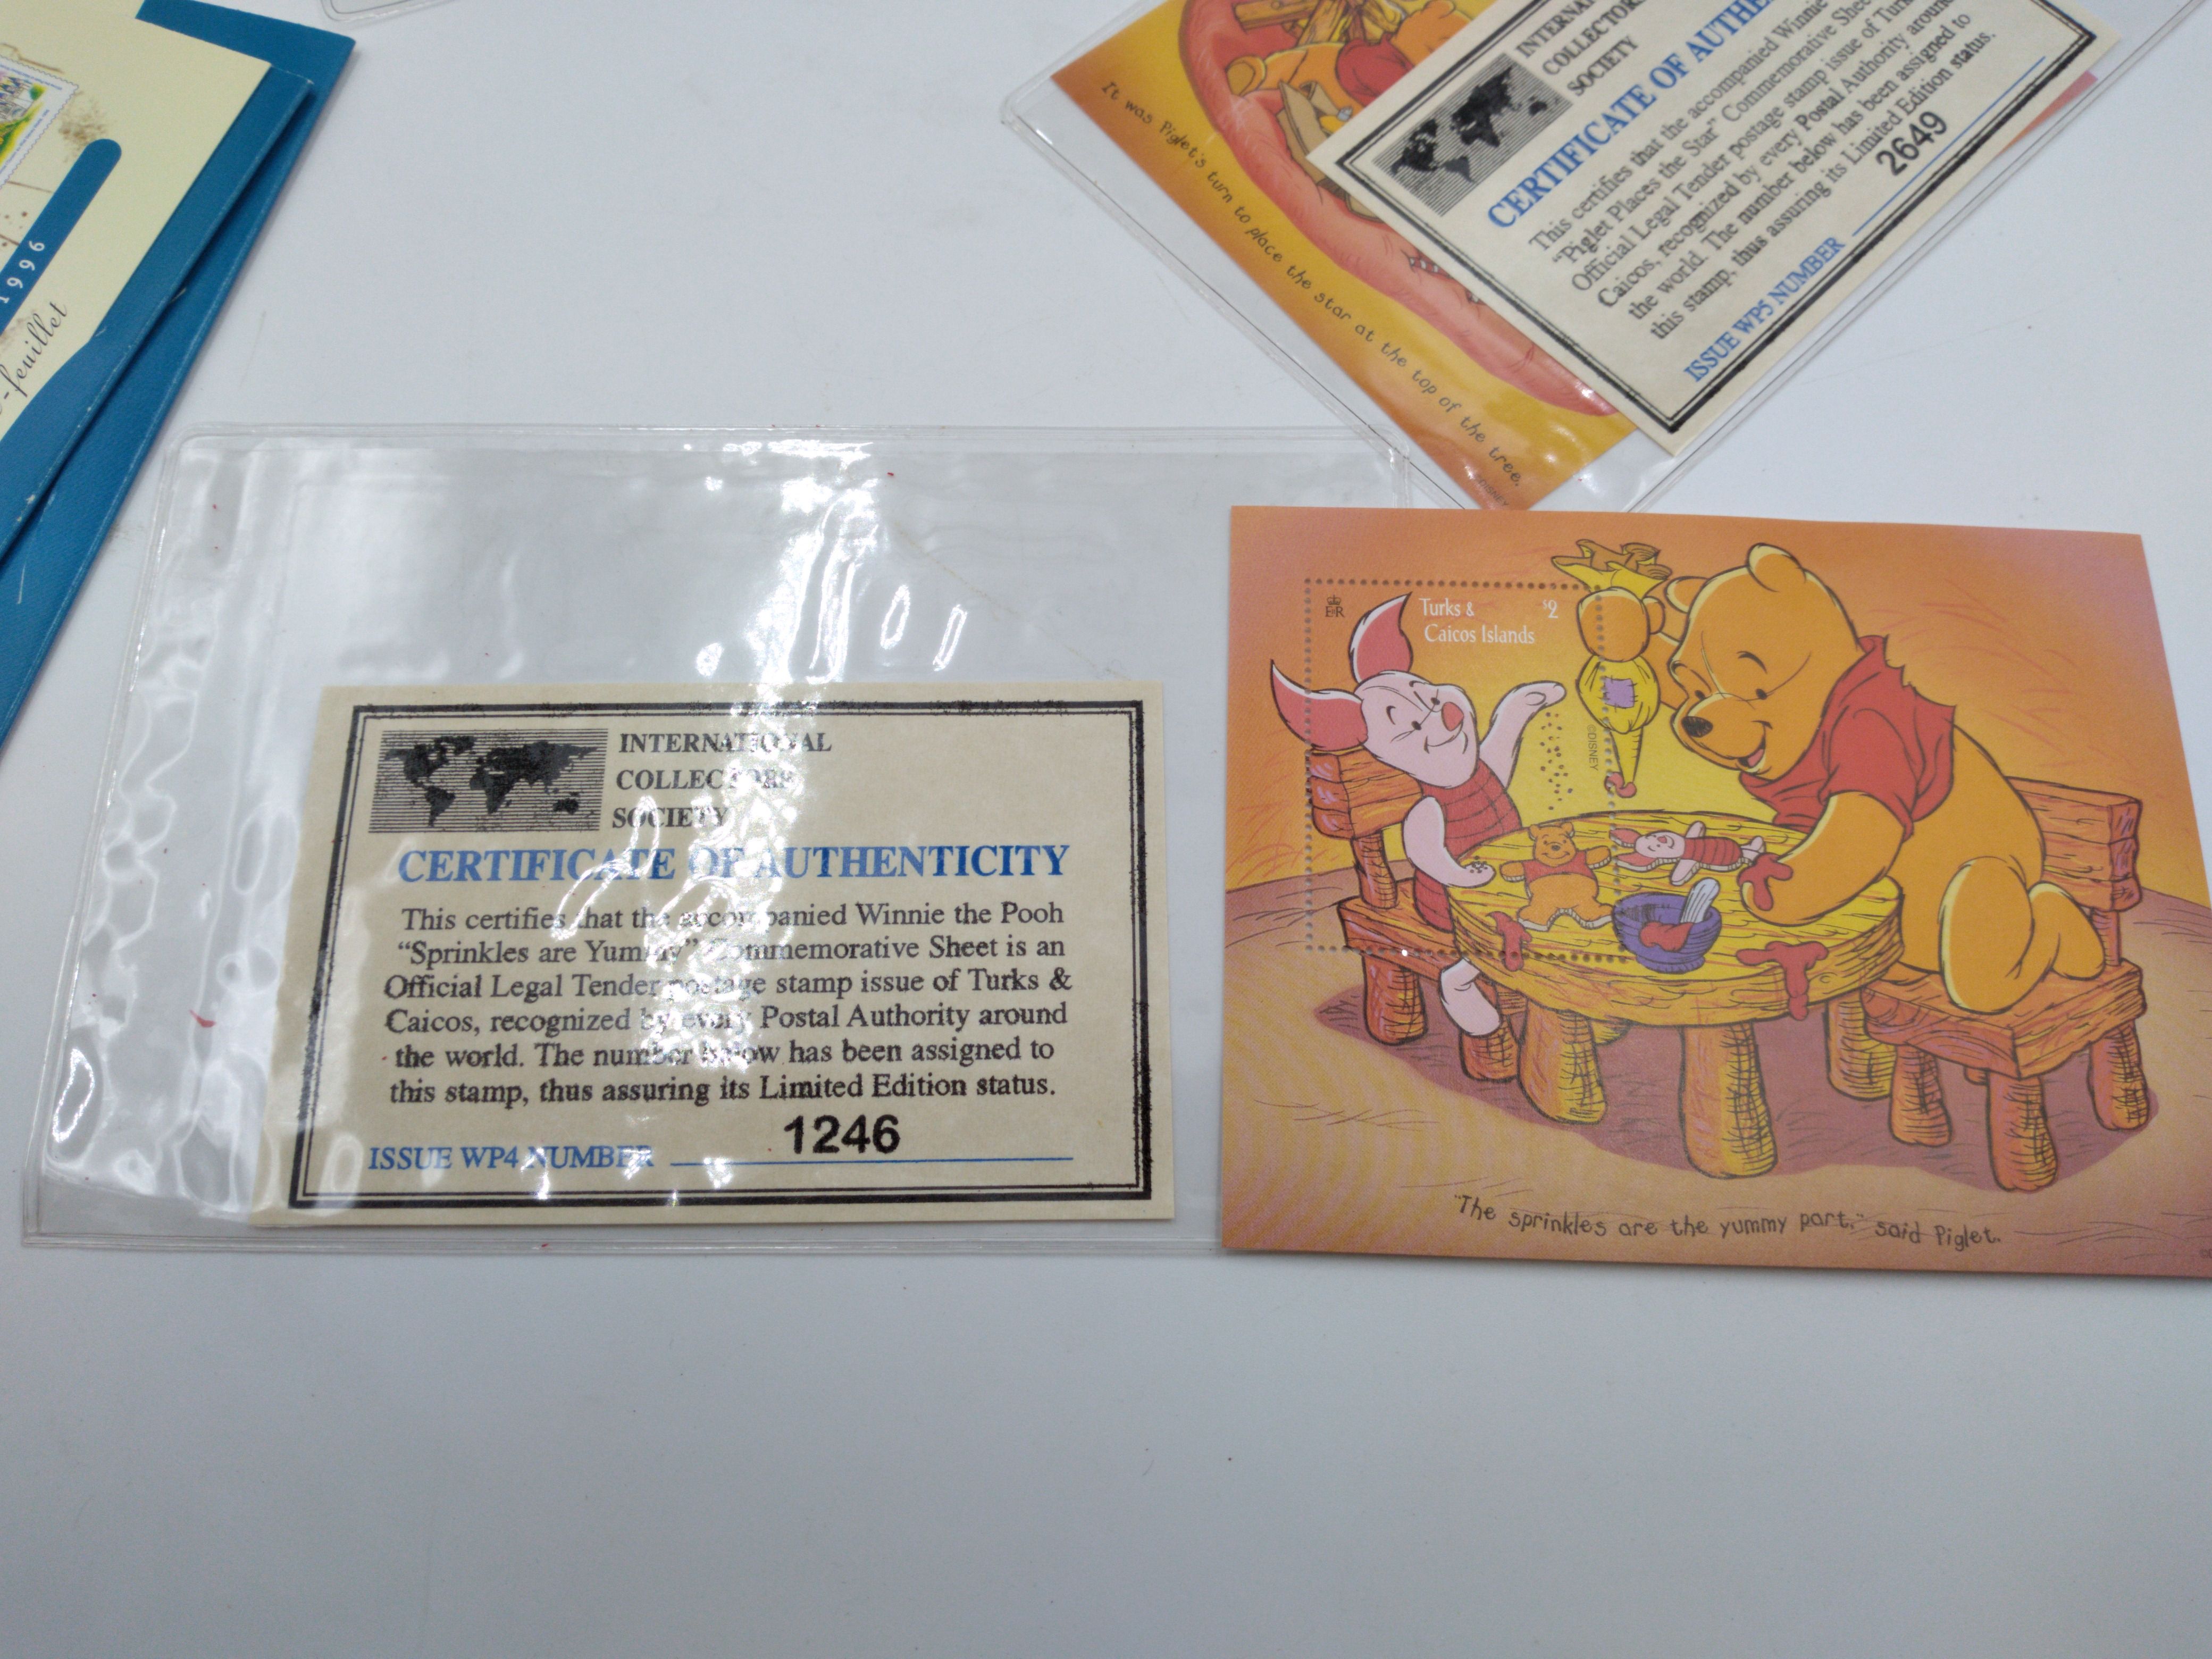 1996
-feuillet
It was Piglet's turn to place the star at the top of the tree.
©DISNEY
COLLECTORS
SOCIETY
CERTIFICATE OF
This certifies that the accompanied Winnie
"Piglet Places the Star" Commemorative
Official Legal Tender postage stamp issue of
Caicos, recognized by every Postal Authority around
the world. The number below has been assigned to
this stamp, thus assuring its Limited Edition status.
ISSUE WP5 NUMBER 2649
INTERNATIONAL
COLLECTORS
SOCIETY
CERTIFICATE OF AUTHENTICITY
This certifies that the accompanied Winnie the Pooh
“Sprinkles are Yummy” Commemorative Sheet is an
Official Legal Tender postage stamp issue of Turks &
Caicos, recognized by every Postal Authority around
the world. The number below has been assigned to
this stamp, thus assuring its Limited Edition status.
ISSUE WP4 NUMBER 1246
E R
Turks & $2
Caicos Islands
©DISNEY
"The sprinkles are the yummy part," said Piglet.